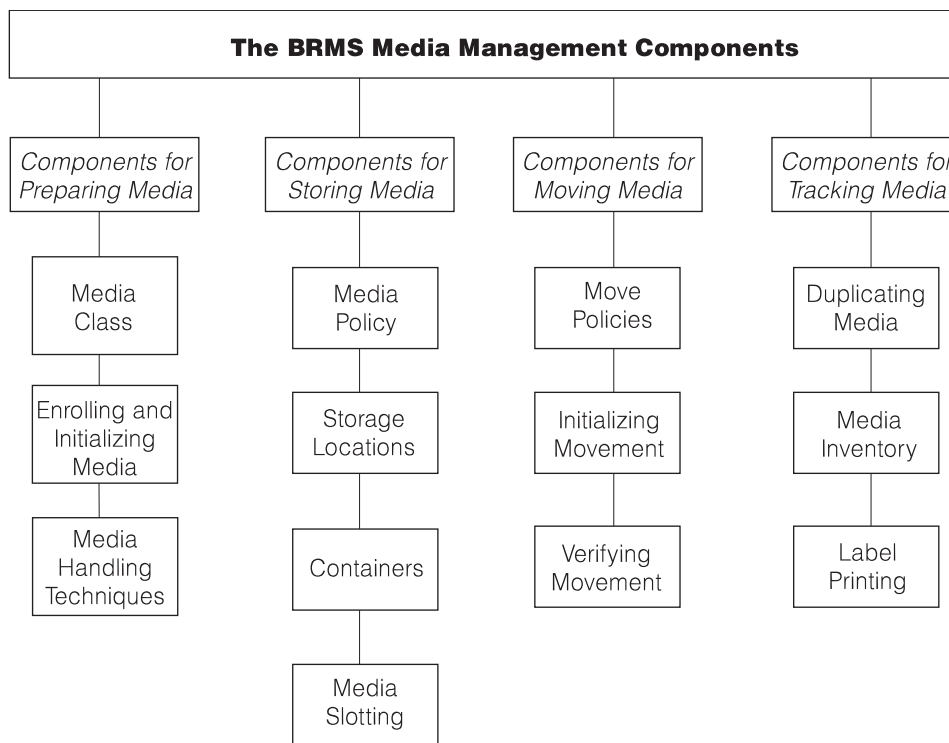 The BRMS Media Management Components
Components for
Preparing Media
Media
Class
Enrolling and
Initializing
Media
Media
Handling
Techniques
Components for
Storing Media
Media
Policy
Storage
Locations
Containers
Media
Slotting
Components for
Moving Media
Move
Policies
Initializing
Movement
Verifying
Movement
Components for
Tracking Media
Duplicating
Media
Media
Inventory
Label
Printing